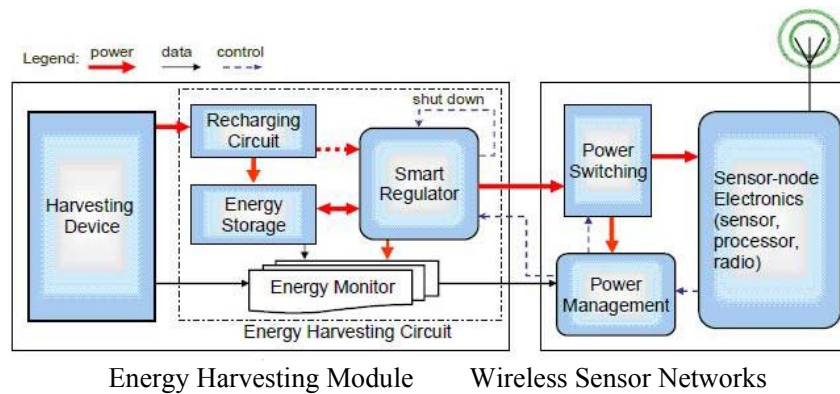 Legend: power data control
shut down
Recharging
Circuit
Harvesting
Device
Energy
Storage
Smart
Regulator
Energy Monitor
Energy Harvesting Circuit
Power
Switching
Power
Management
Sensor-node
Electronics
(sensor,
processor,
radio)
Energy Harvesting Module Wireless Sensor Networks